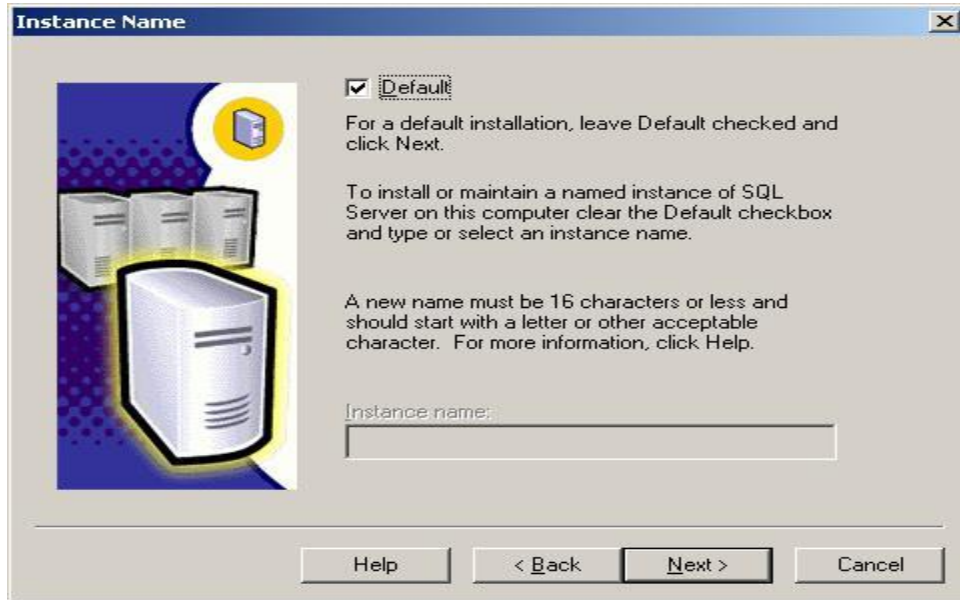 Instance Name
Default
For a default installation, leave Default checked and
click Next.
To install or maintain a named instance of SQL
Server on this computer clear the Default checkbox
and type or select an instance name.
A new name must be 16 characters or less and
should start with a letter or other acceptable
character.  For more information, click Help.
Instance name:
Help
< Back
Next >
Cancel